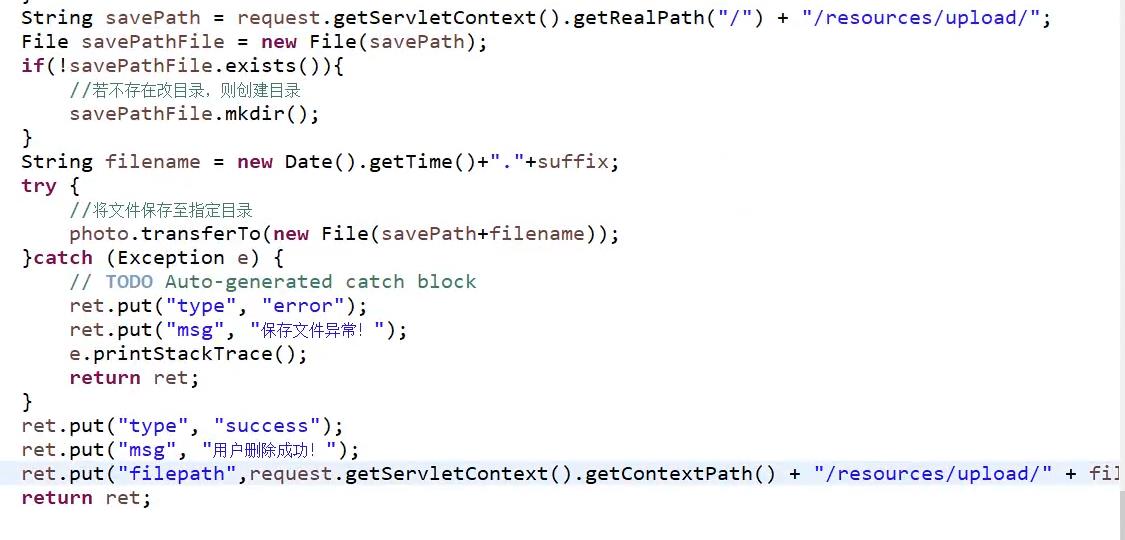 }
String savePath = request.getServletContext().getRealPath("/") + "/resources/upload/";
File savePathFile = new File(savePath);
if(!savePathFile.exists()){
    //若不存在改目录，则创建目录
    savePathFile.mkdir();
}
String filename = new Date().getTime()+"."+suffix;
try {
    //将文件保存至指定目录
    photo.transferTo(new File(savePath+filename));
}catch (Exception e) {
    // TODO Auto-generated catch block
    ret.put("type", "error");
    ret.put("msg", "保存文件异常！");
    e.printStackTrace();
    return ret;
}
ret.put("type", "success");
ret.put("msg", "用户删除成功！");
ret.put("filepath",request.getServletContext().getContextPath() + "/resources/upload/" + fil
return ret;